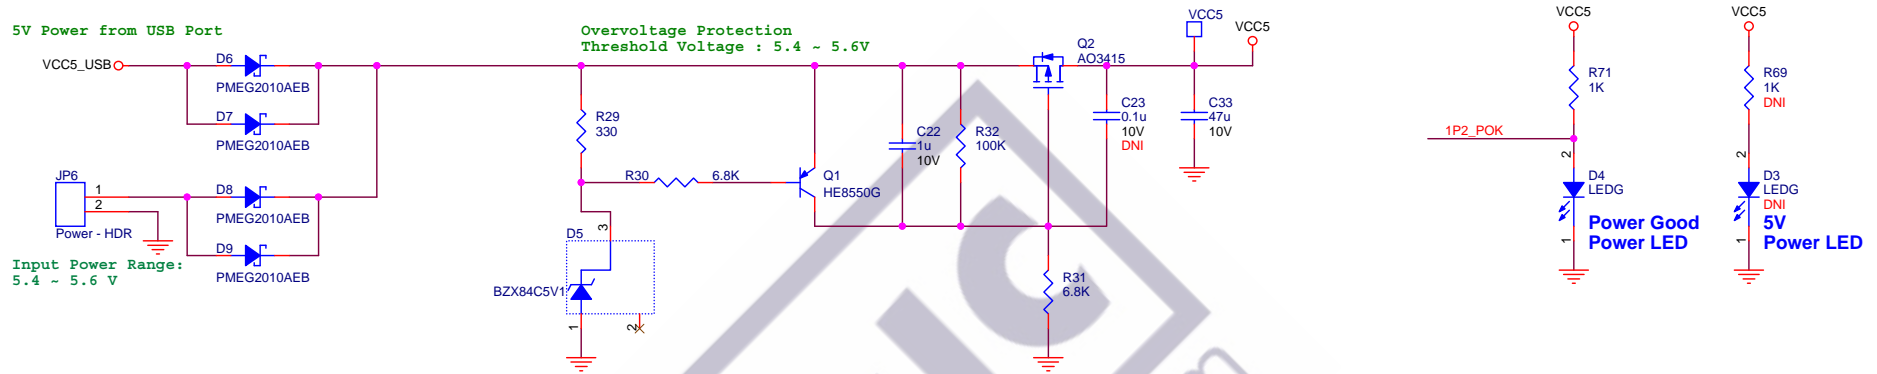 5V Power from USB Port
VCC5_USB
D6
PMEG2010AEB
D7
PMEG2010AEB
JP6
1
2
Power - HDR
D8
PMEG2010AEB
D9
PMEG2010AEB
Input Power Range:
5.4 ~ 5.6 V
Overvoltage Protection
Threshold Voltage : 5.4 ~ 5.6V
R29
330
R30
6.8K
D5
3
BZX84C5V1
1
2
Q1
HE8550G
C22
1u
10V
R32
100K
Q2
AO3415
R31
6.8K
C23
0.1u
10V
DNI
VCC5
VCC5
C33
47u
10V
VCC5
R71
1K
1P2_POK
2
D4
LEDG
Power Good
Power LED
1
VCC5
R69
1K
DNI
2
D3
LEDG
DNI
5V
Power LED
1